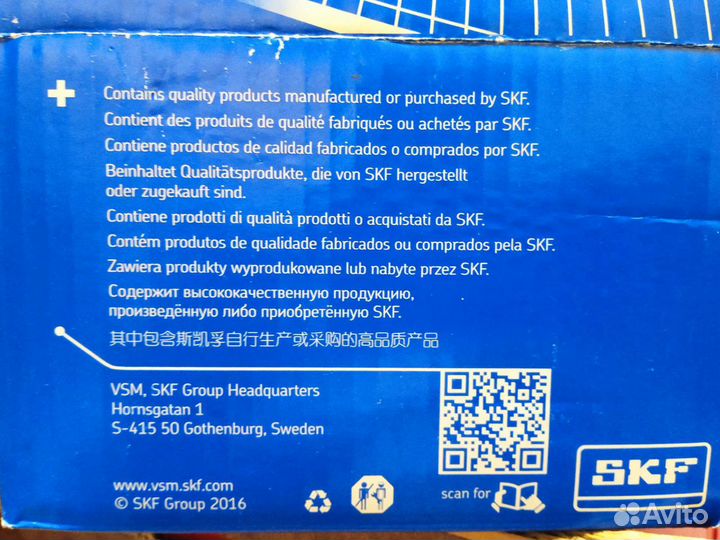 Contains quality products manufactured or purchased by SKF.
Contient des produits de qualité fabriqués ou achetés par SKF.
Contiene productos de calidad fabricados o comprados por SKF.
Beinhaltet Qualitätsprodukte, die von SKF hergestellt
oder zugekauft sind.
Contiene prodotti di qualità prodotti o acquistati da SKF.
Contém produtos de qualidade fabricados ou comprados pela SKF.
Zawiera produkty wyprodukowane lub nabyte przez SKF.
Содержит высококачественную продукцию,
произведённую либо приобретённую SKF.
其中包含斯凯孚自行生产或采购的高品质产品
VSM, SKF Group Headquarters
Hornsgatan 1
S-415 50 Gothenburg, Sweden
www.vsm.skf.com
© SKF Group 2016
scan for
SKF
Avito